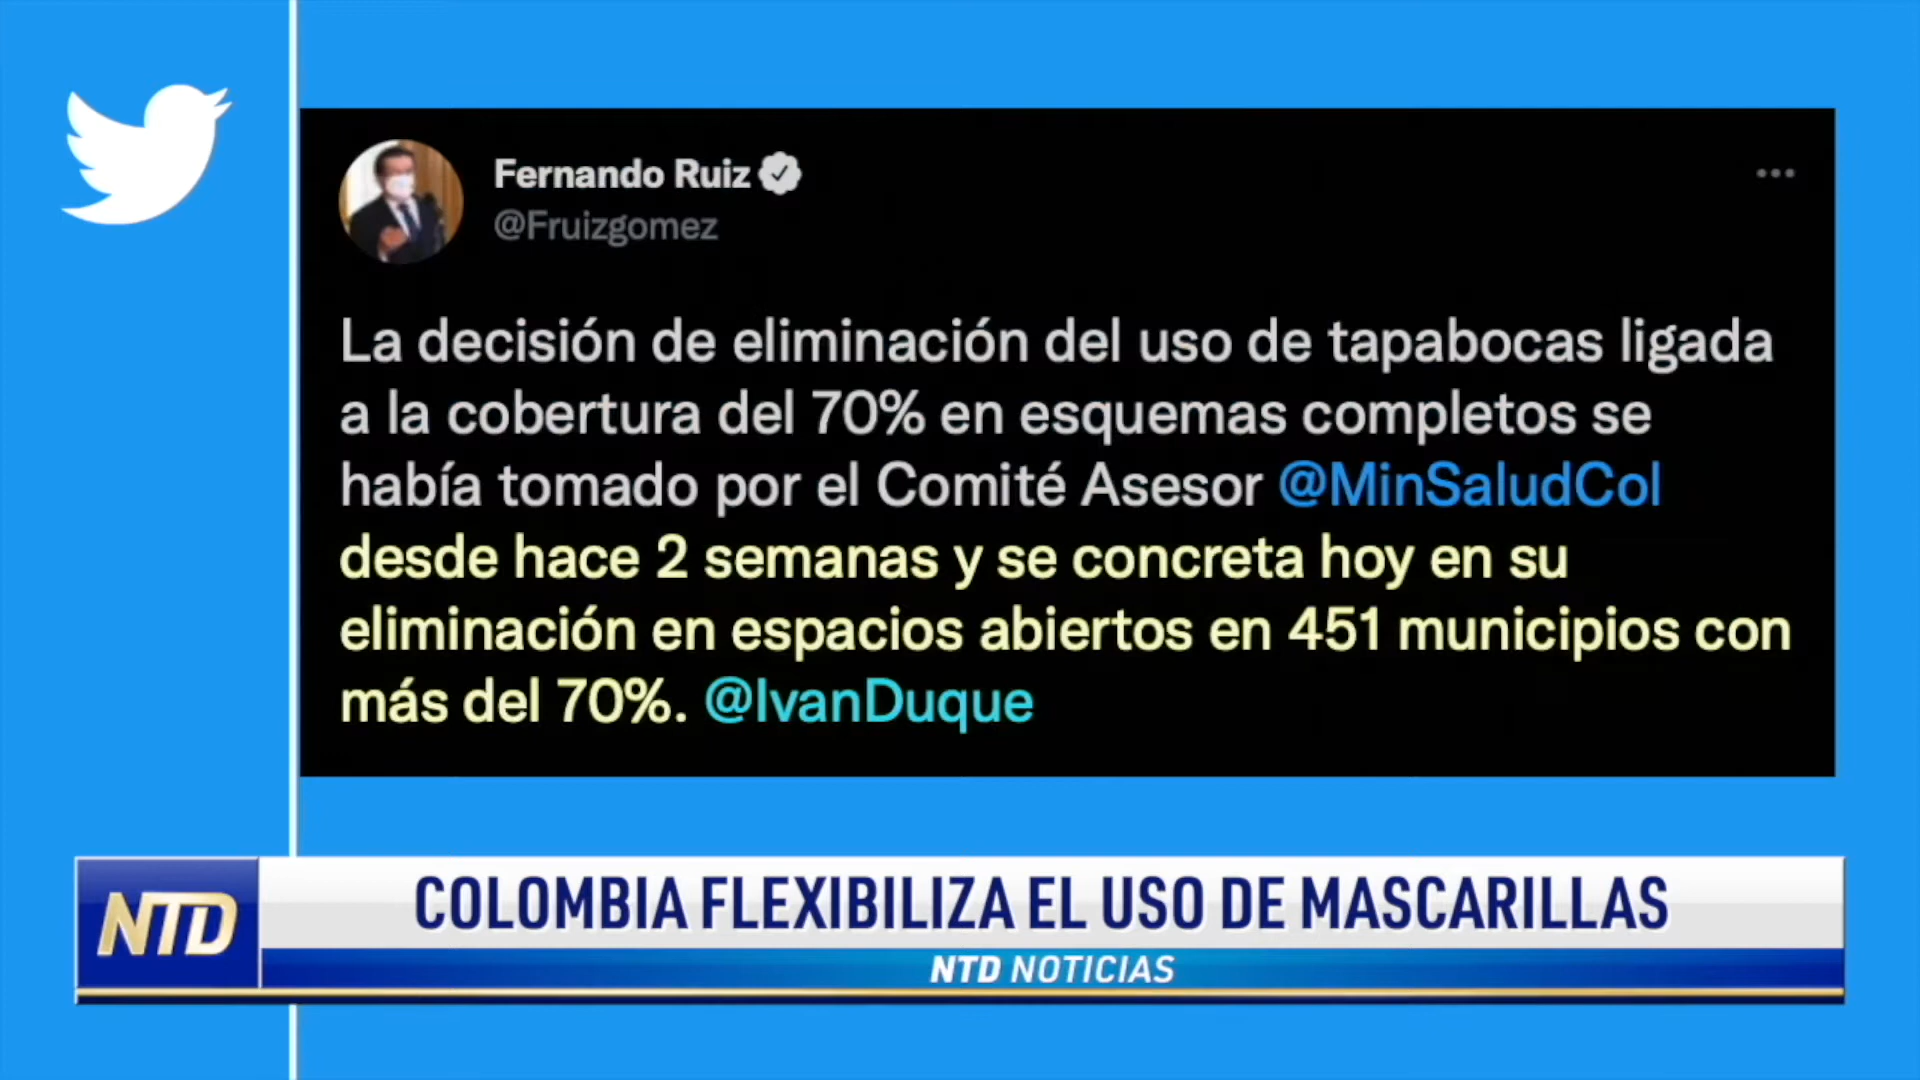 Fernando Ruiz
@Fruizgomez
La decisión de eliminación del uso de tapabocas ligada
a la cobertura del 70% en esquemas completos se
había tomado por el Comité Asesor @MinSaludCol
desde hace 2 semanas y se concreta hoy en su
eliminación en espacios abiertos en 451 municipios con
más del 70%. @IvanDuque
NTD
COLOMBIA FLEXIBILIZA EL USO DE MASCARILLAS
NTD NOTICIAS